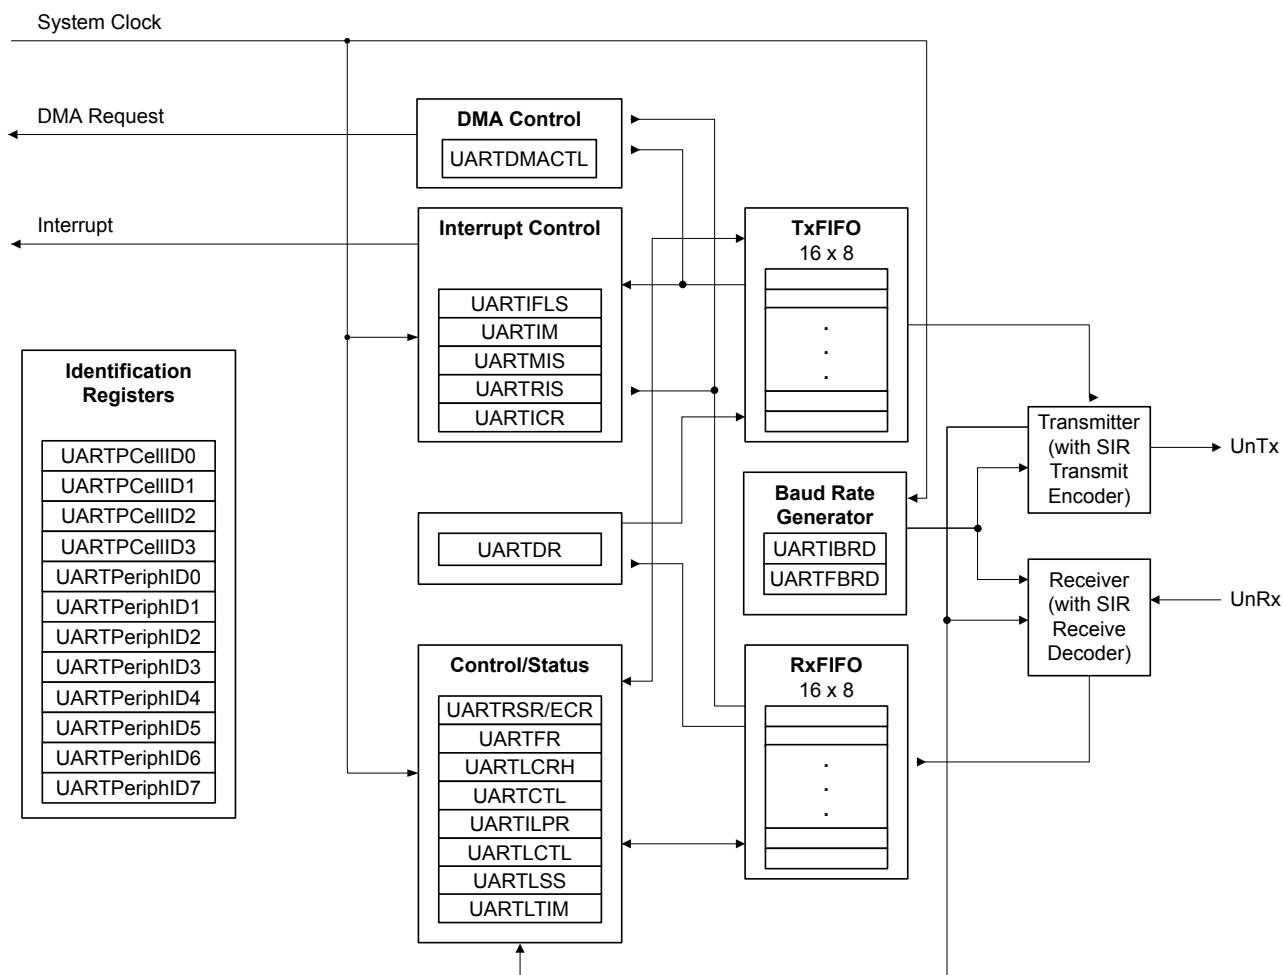 System Clock
DMA Request
DMA Control
UARTDMACTL
Interrupt
Interrupt Control
UARTIFLS
UARTIM
UARTMIS
UARTRIS
UARTICR
TxFIFO
16 x 8
.
.
.
Identification
Registers
UARTPCellID0
UARTPCellID1
UARTPCellID2
UARTPCellID3
UARTPeriphID0
UARTPeriphID1
UARTPeriphID2
UARTPeriphID3
UARTPeriphID4
UARTPeriphID5
UARTPeriphID6
UARTPeriphID7
Transmitter
(with SIR
Transmit
Encoder)
UnTx
UARTDR
Baud Rate
Generator
UARTIBRD
UARTFBRD
Receiver
(with SIR
Receive
Decoder)
UnRx
Control/Status
UARTRSR/ECR
UARTFR
UARTLCRH
UARTCTL
UARTILPR
UARTLCTL
UARTLSS
UARTLTIM
RxFIFO
16 x 8
.
.
.